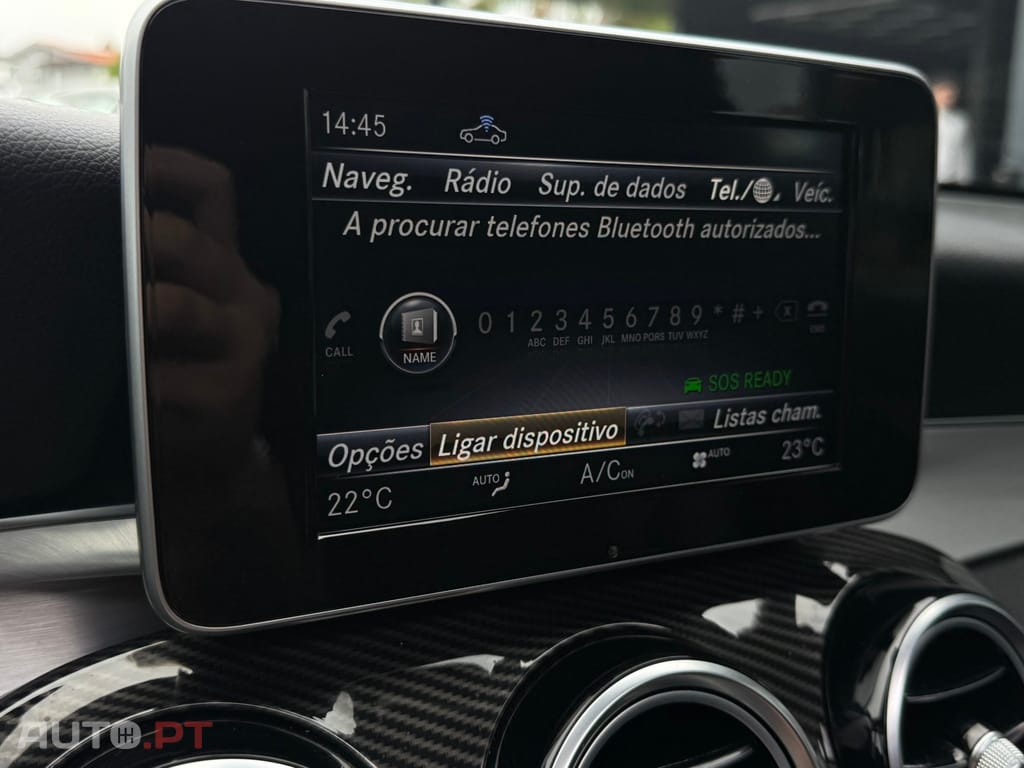 14:45
Naveg. Rádio Sup. de dados Tel./ Veíc.
A procurar telefones Bluetooth autorizados...
CALL NAME 0 1 2 3 4 5 6 7 8 9 * # +
ABC DEF GHI JKL MNO PQRS TUV WXYZ
SOS READY
Opções Ligar dispositivo Listas cham.
22°C AUTO A/C ON AUTO 23°C
AUTO.PT